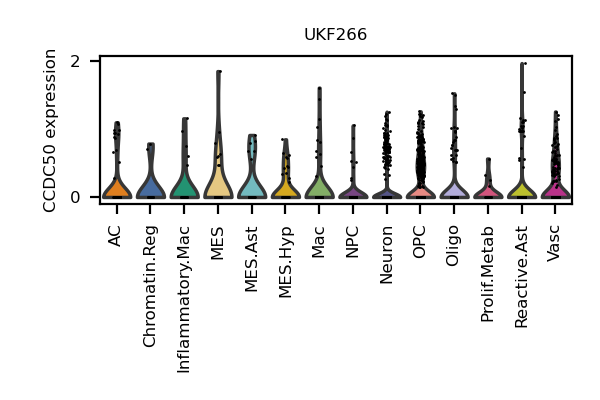 UKF266
CCDC50 expression
2
0
AC
Chromatin.Reg
Inflammatory.Mac
MES
MES.Ast
MES.Hyp
Mac
NPC
Neuron
OPC
Oligo
Prolif.Metab
Reactive.Ast
Vasc